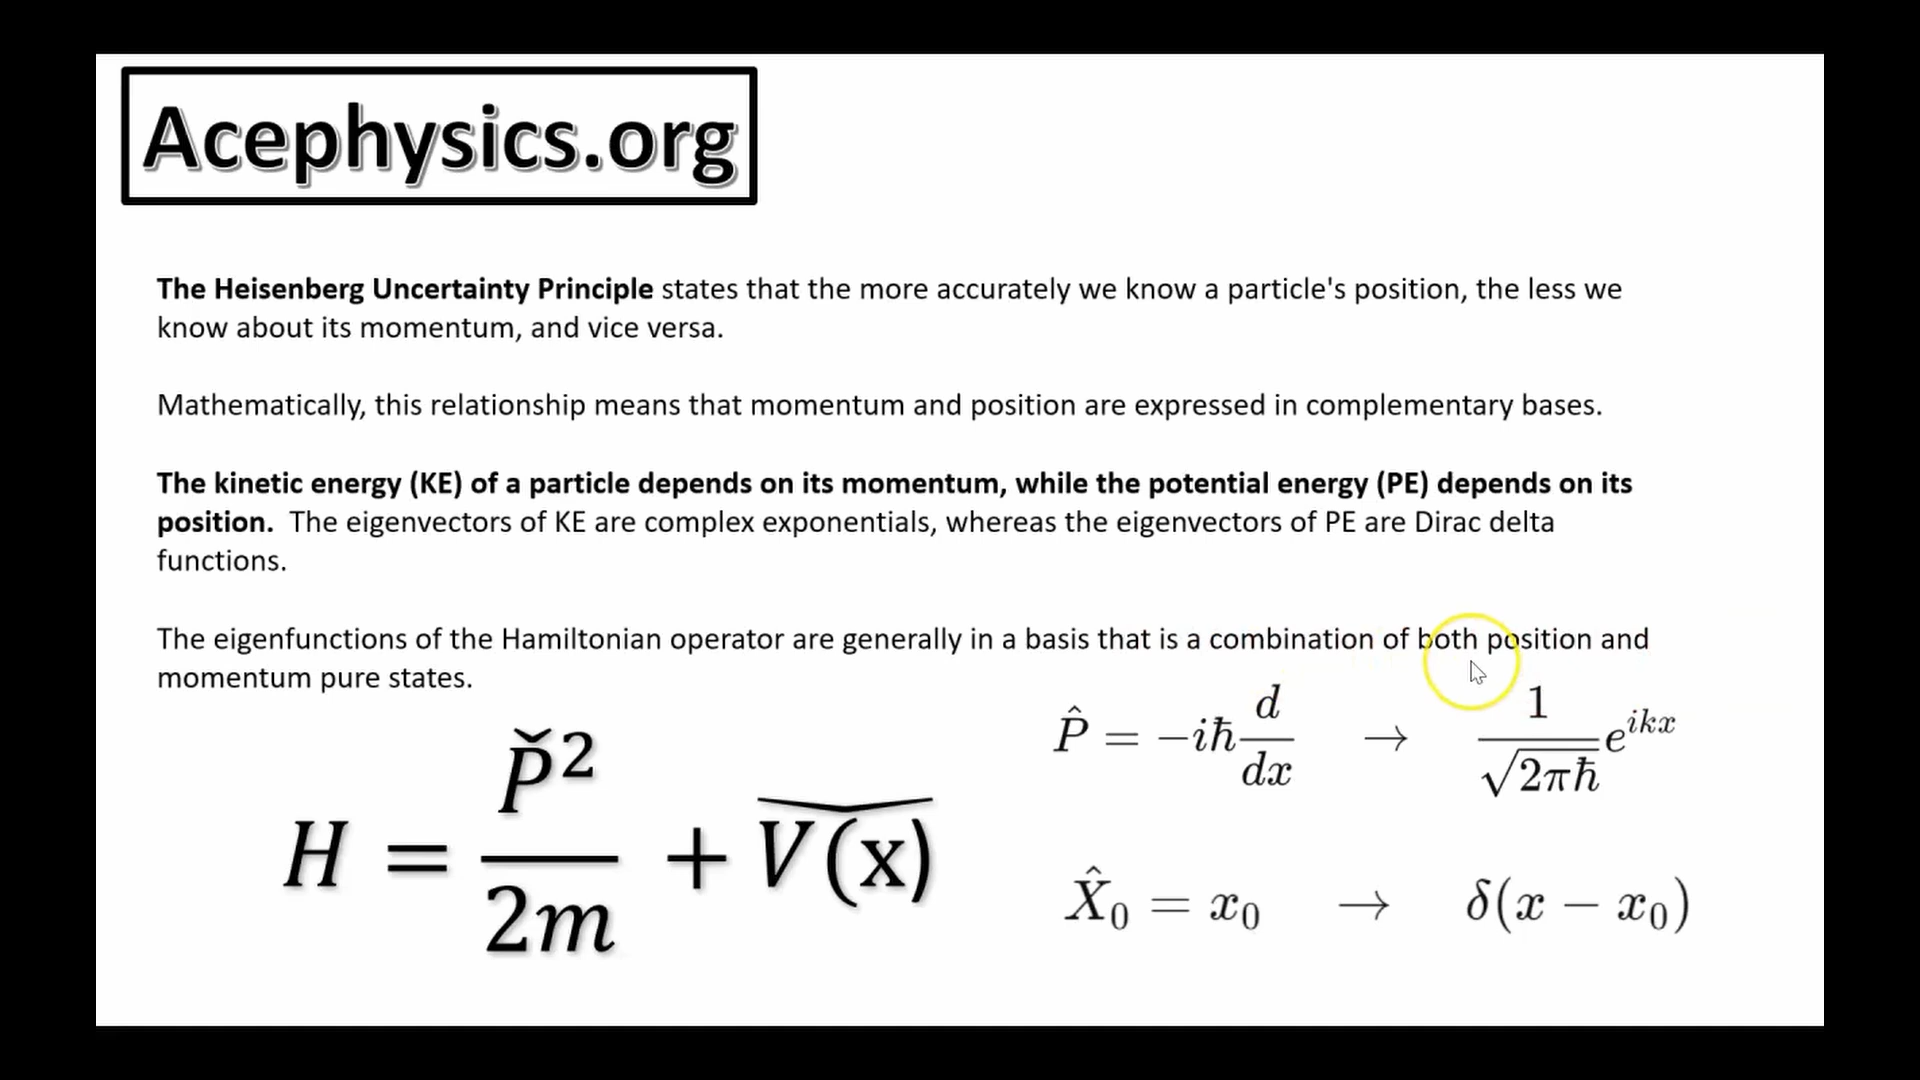 Acephysics.org
The Heisenberg Uncertainty Principle states that the more accurately we know a particle's position, the less we
know about its momentum, and vice versa.
Mathematically, this relationship means that momentum and position are expressed in complementary bases.
The kinetic energy (KE) of a particle depends on its momentum, while the potential energy (PE) depends on its
position.  The eigenvectors of KE are complex exponentials, whereas the eigenvectors of PE are Dirac delta
functions.
The eigenfunctions of the Hamiltonian operator are generally in a basis that is a combination of both position and
momentum pure states.
H = P̌²/2m + V̌(x)
P̂ = −iħ d/dx → 1/√(2πħ) e^{ikx}
X̂₀ = x₀ → δ(x − x₀)